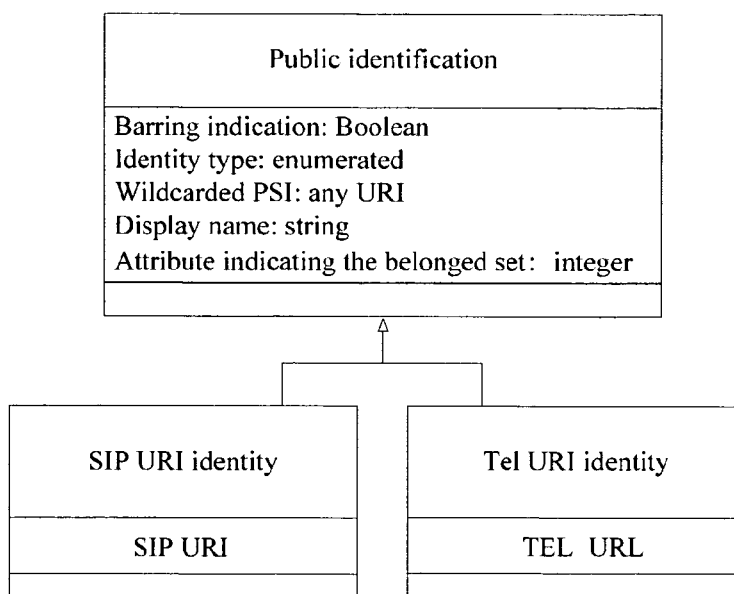 Public identification
Barring indication: Boolean
Identity type: enumerated
Wildcarded PSI: any URI
Display name: string
Attribute indicating the belonged set: integer
SIP URI identity
Tel URI identity
SIP URI
TEL URL